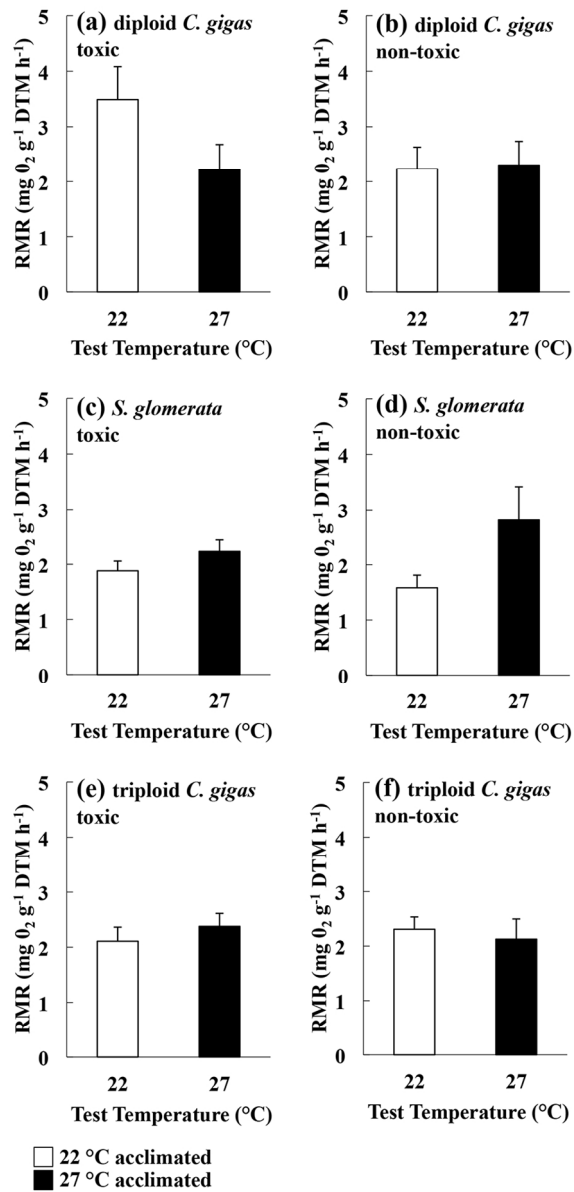 (a) diploid C. gigas
toxic
5
4
3
2
1
0
RMR (mg 0₂ g⁻¹ DTM h⁻¹)
22 27
Test Temperature (°C)
(b) diploid C. gigas
non-toxic
5
4
3
2
1
0
RMR (mg 0₂ g⁻¹ DTM h⁻¹)
22 27
Test Temperature (°C)
(c) S. glomerata
toxic
5
4
3
2
1
0
RMR (mg 0₂ g⁻¹ DTM h⁻¹)
22 27
Test Temperature (°C)
(d) S. glomerata
non-toxic
5
4
3
2
1
0
RMR (mg 0₂ g⁻¹ DTM h⁻¹)
22 27
Test Temperature (°C)
(e) triploid C. gigas
toxic
5
4
3
2
1
0
RMR (mg 0₂ g⁻¹ DTM h⁻¹)
22 27
Test Temperature (°C)
(f) triploid C. gigas
non-toxic
5
4
3
2
1
0
RMR (mg 0₂ g⁻¹ DTM h⁻¹)
22 27
Test Temperature (°C)
22 °C acclimated
27 °C acclimated